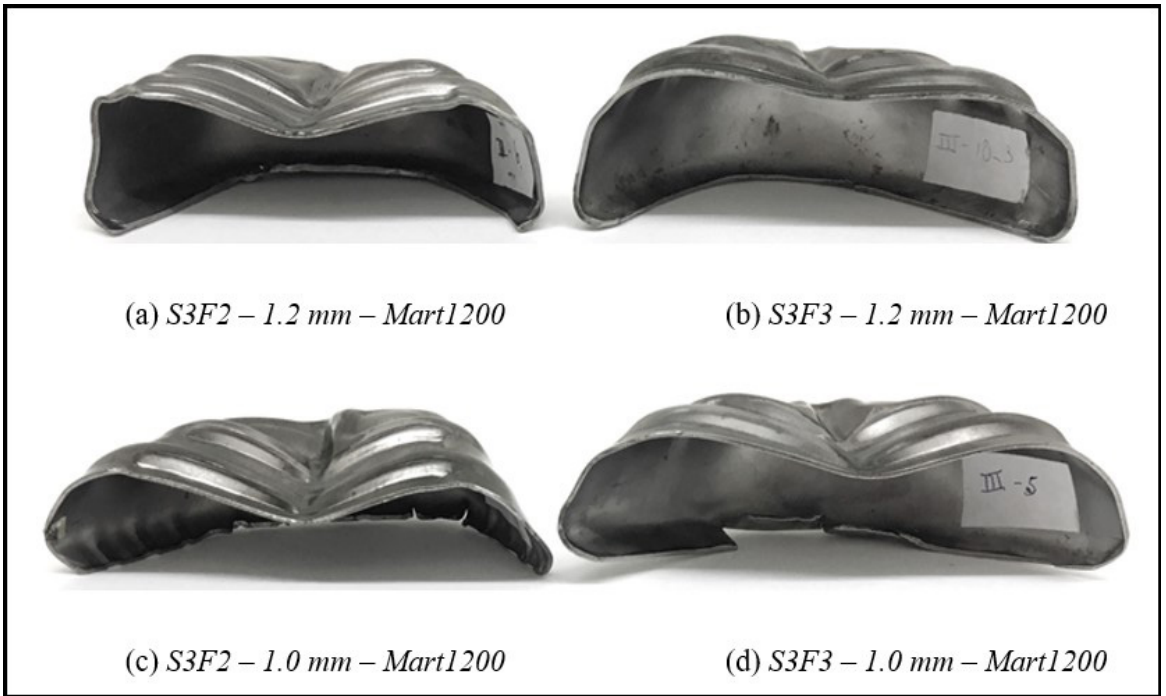 III-10-3
(a) S3F2 – 1.2 mm – Mart1200
(b) S3F3 – 1.2 mm – Mart1200
III-5
(c) S3F2 – 1.0 mm – Mart1200
(d) S3F3 – 1.0 mm – Mart1200